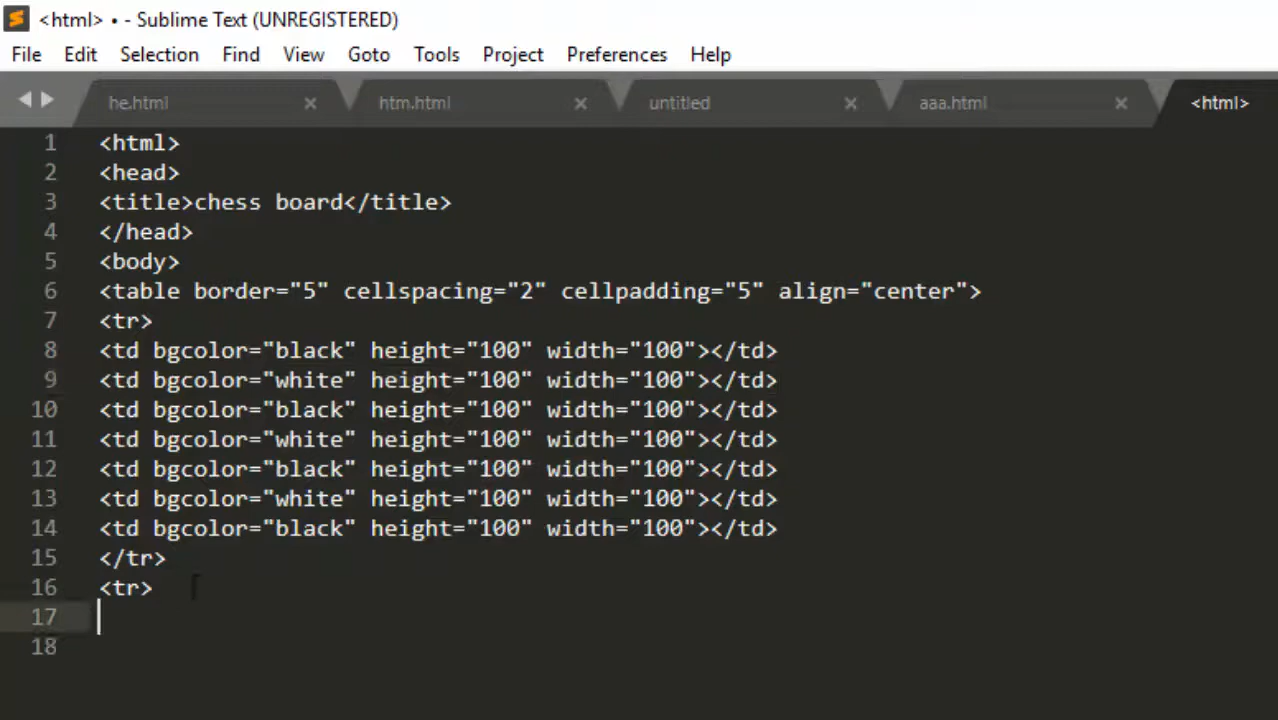 <html> • - Sublime Text (UNREGISTERED)
File Edit Selection Find View Goto Tools Project Preferences Help
he.html × htm.html × untitled × aaa.html × <html>
1 <html>
2 <head>
3 <title>chess board</title>
4 </head>
5 <body>
6 <table border="5" cellspacing="2" cellpadding="5" align="center">
7 <tr>
8 <td bgcolor="black" height="100" width="100"></td>
9 <td bgcolor="white" height="100" width="100"></td>
10 <td bgcolor="black" height="100" width="100"></td>
11 <td bgcolor="white" height="100" width="100"></td>
12 <td bgcolor="black" height="100" width="100"></td>
13 <td bgcolor="white" height="100" width="100"></td>
14 <td bgcolor="black" height="100" width="100"></td>
15 </tr>
16 <tr>
17
18